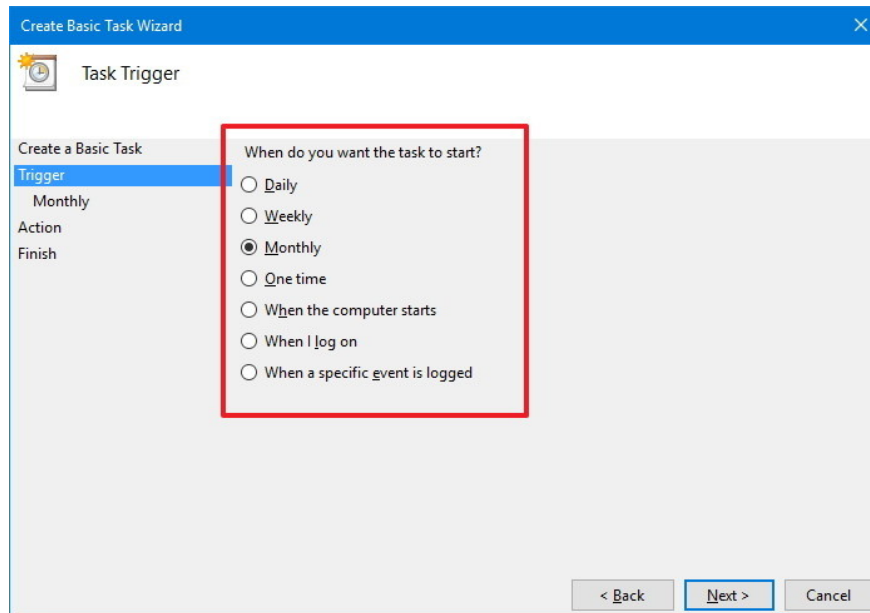 Create Basic Task Wizard
Task Trigger
Create a Basic Task
Trigger
Monthly
Action
Finish
When do you want the task to start?
Daily
Weekly
Monthly
One time
When the computer starts
When I log on
When a specific event is logged
< Back
Next >
Cancel